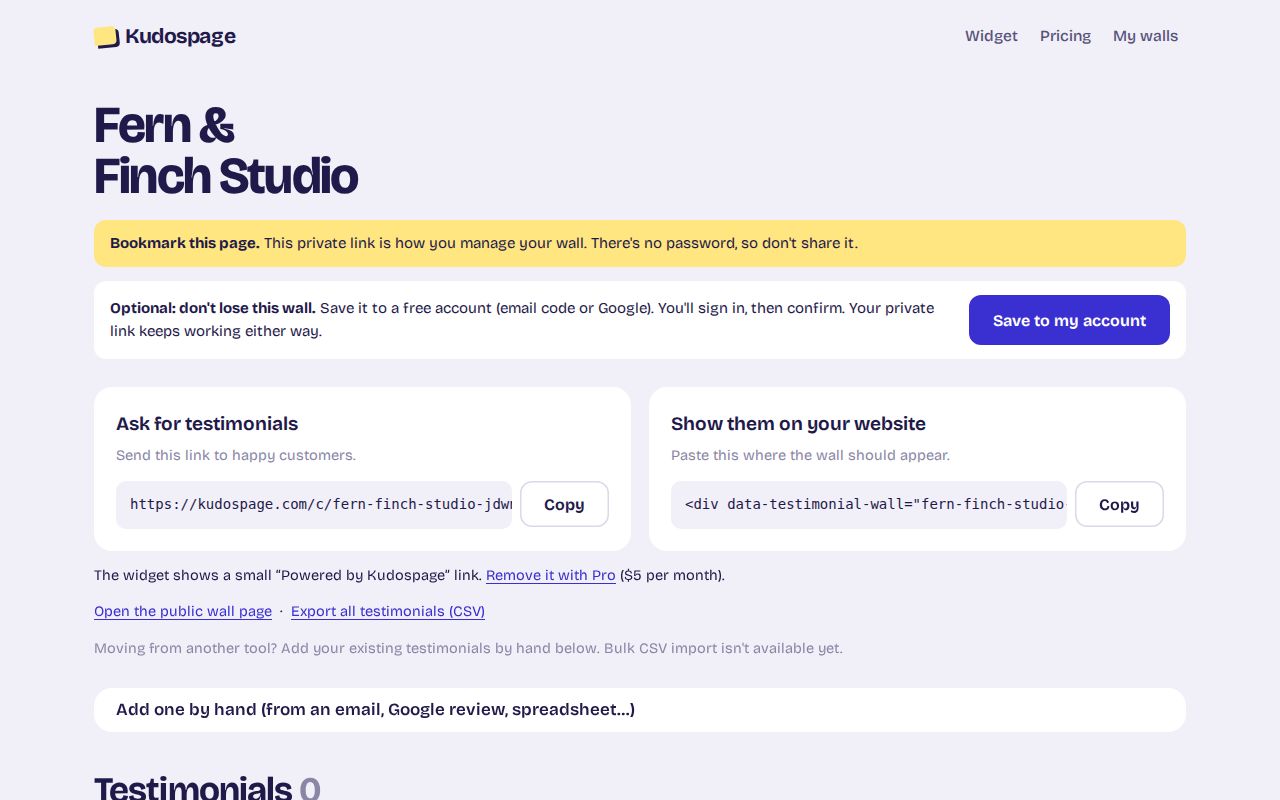 Kudospage
Widget Pricing My walls
Fern &
Finch Studio
Bookmark this page. This private link is how you manage your wall. There's no password, so don't share it.
Optional: don't lose this wall. Save it to a free account (email code or Google). You'll sign in, then confirm. Your private
link keeps working either way.
Save to my account
Ask for testimonials
Send this link to happy customers.
https://kudospage.com/c/fern-finch-studio-jdw
Copy
Show them on your website
Paste this where the wall should appear.
<div data-testimonial-wall="fern-finch-studio-
Copy
The widget shows a small “Powered by Kudospage” link. Remove it with Pro ($5 per month).
Open the public wall page · Export all testimonials (CSV)
Moving from another tool? Add your existing testimonials by hand below. Bulk CSV import isn't available yet.
Add one by hand (from an email, Google review, spreadsheet…)
Testimonials 0